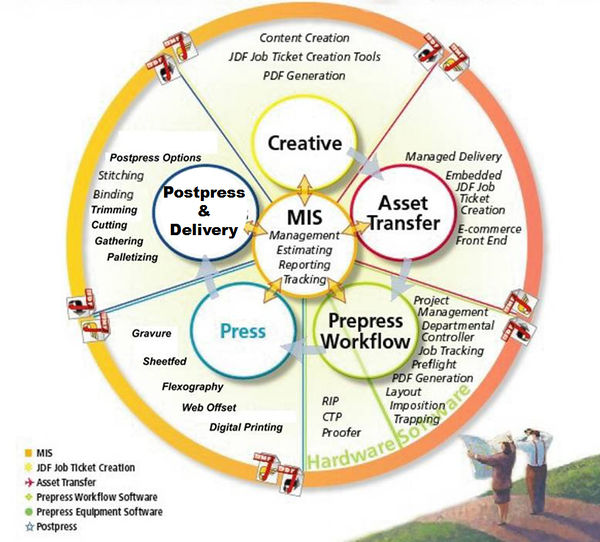 Content Creation
JDF Job Ticket Creation Tools
PDF Generation
Creative
Managed Delivery
Embedded
JDF Job
Ticket
Creation
E-commerce
Front End
Asset
Transfer
Postpress Options
Stitching
Binding
Trimming
Cutting
Gathering
Palletizing
Postpress
&
Delivery
MIS
Management
Estimating
Reporting
Tracking
Press
Prepress
Workflow
Project
Management
Departmental
Controller
Job Tracking
Preflight
PDF Generation
Layout
Imposition
Trapping
Gravure
Sheetfed
Flexography
Web Offset
Digital Printing
RIP
CTP
Proofer
Hardware
Software
MIS
JDF Job Ticket Creation
Asset Transfer
Prepress Workflow Software
Prepress Equipment Software
Postpress